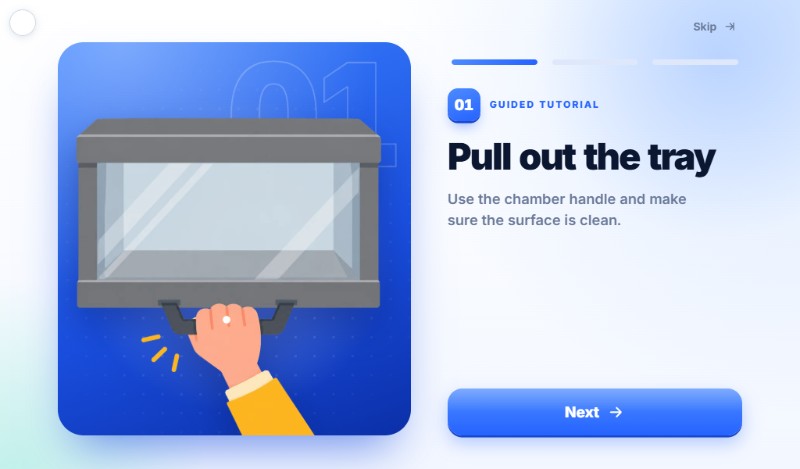 Skip
01
01
GUIDED TUTORIAL
Pull out the tray
Use the chamber handle and make
sure the surface is clean.
Next